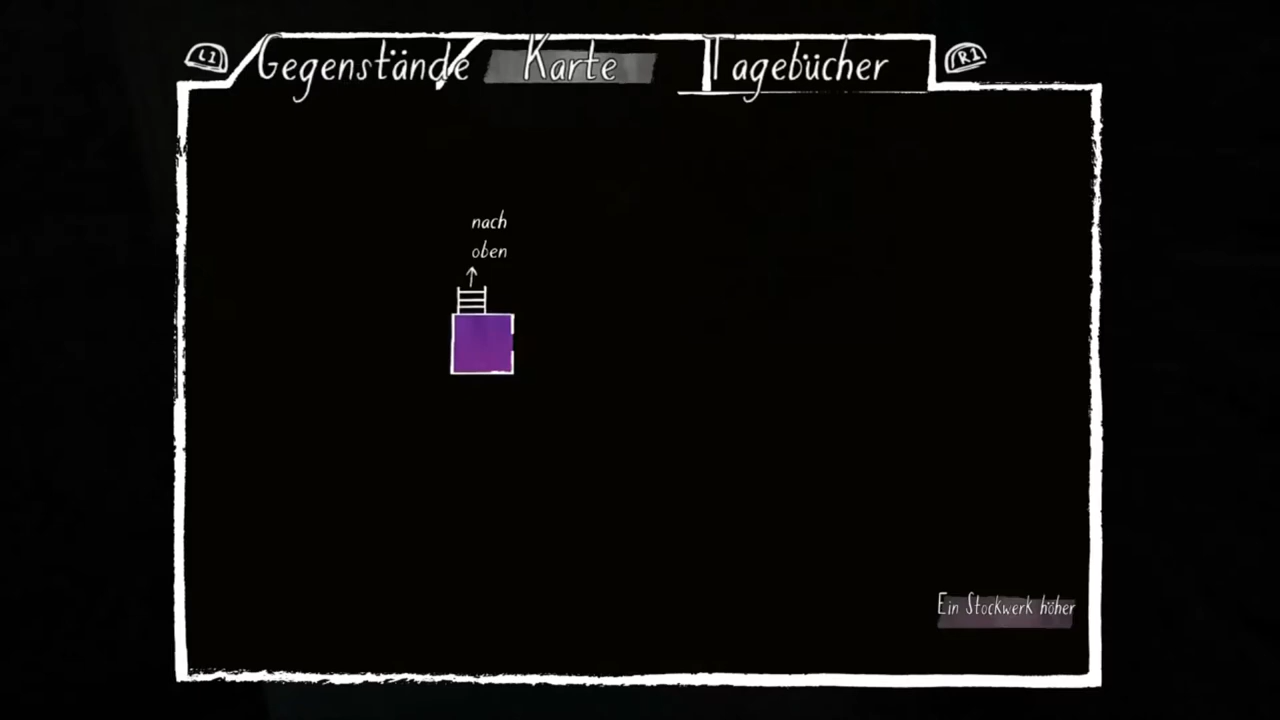 L1 Gegenstände Karte Tagebücher R1
nach
oben
Ein Stockwerk höher